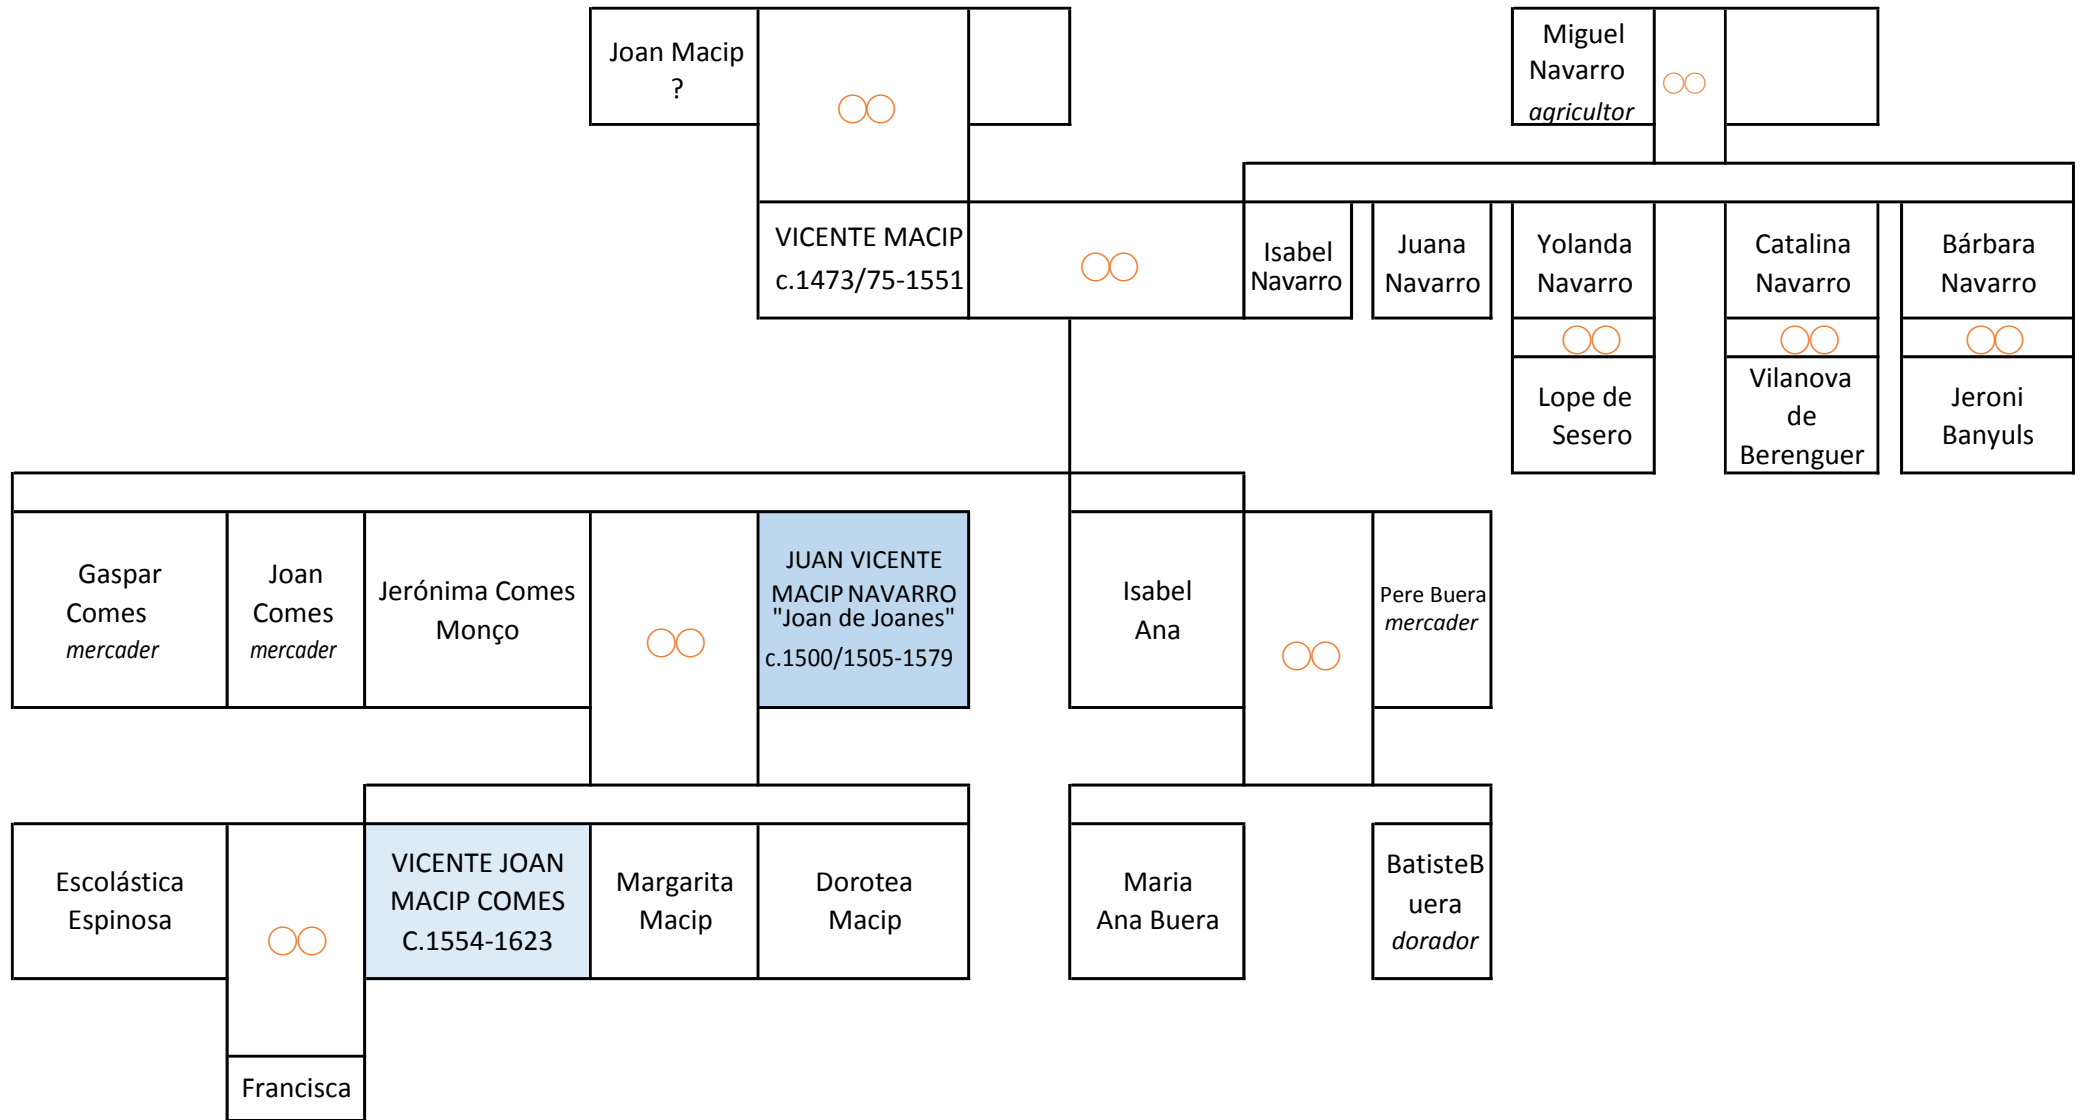 Joan Macip
?
Miguel
Navarro
agricultor
VICENTE MACIP
c.1473/75-1551
Isabel
Navarro
Juana
Navarro
Yolanda
Navarro
Catalina
Navarro
Bárbara
Navarro
Lope de
Sesero
Vilanova
de
Berenguer
Jeroni
Banyuls
Gaspar
Comes
mercader
Joan
Comes
mercader
Jerónima Comes
Monço
JUAN VICENTE
MACIP NAVARRO
"Joan de Joanes"
c.1500/1505-1579
Isabel
Ana
Pere Buera
mercader
Escolástica
Espinosa
VICENTE JOAN
MACIP COMES
C.1554-1623
Margarita
Macip
Dorotea
Macip
Maria
Ana Buera
BatisteB
uera
dorador
Francisca